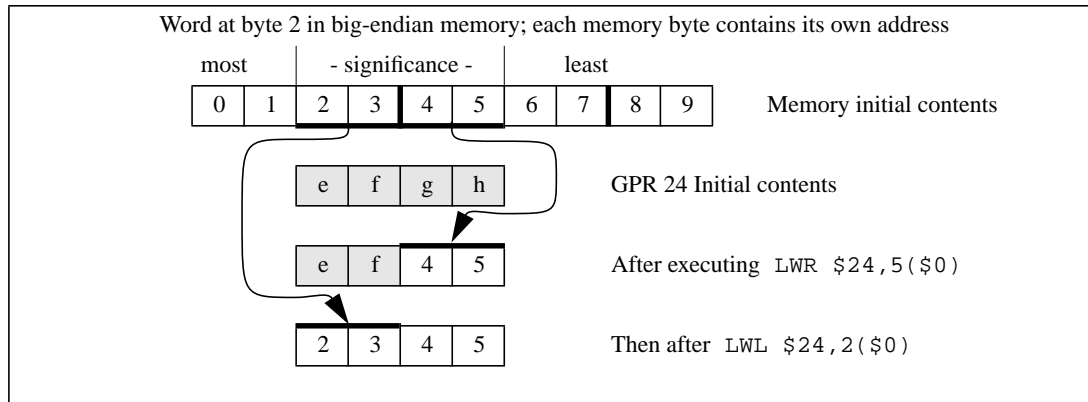 Word at byte 2 in big-endian memory; each memory byte contains its own address
most - significance - least
0 1 2 3 4 5 6 7 8 9 Memory initial contents
e f g h GPR 24 Initial contents
e f 4 5 After executing LWR $24,5($0)
2 3 4 5 Then after LWL $24,2($0)